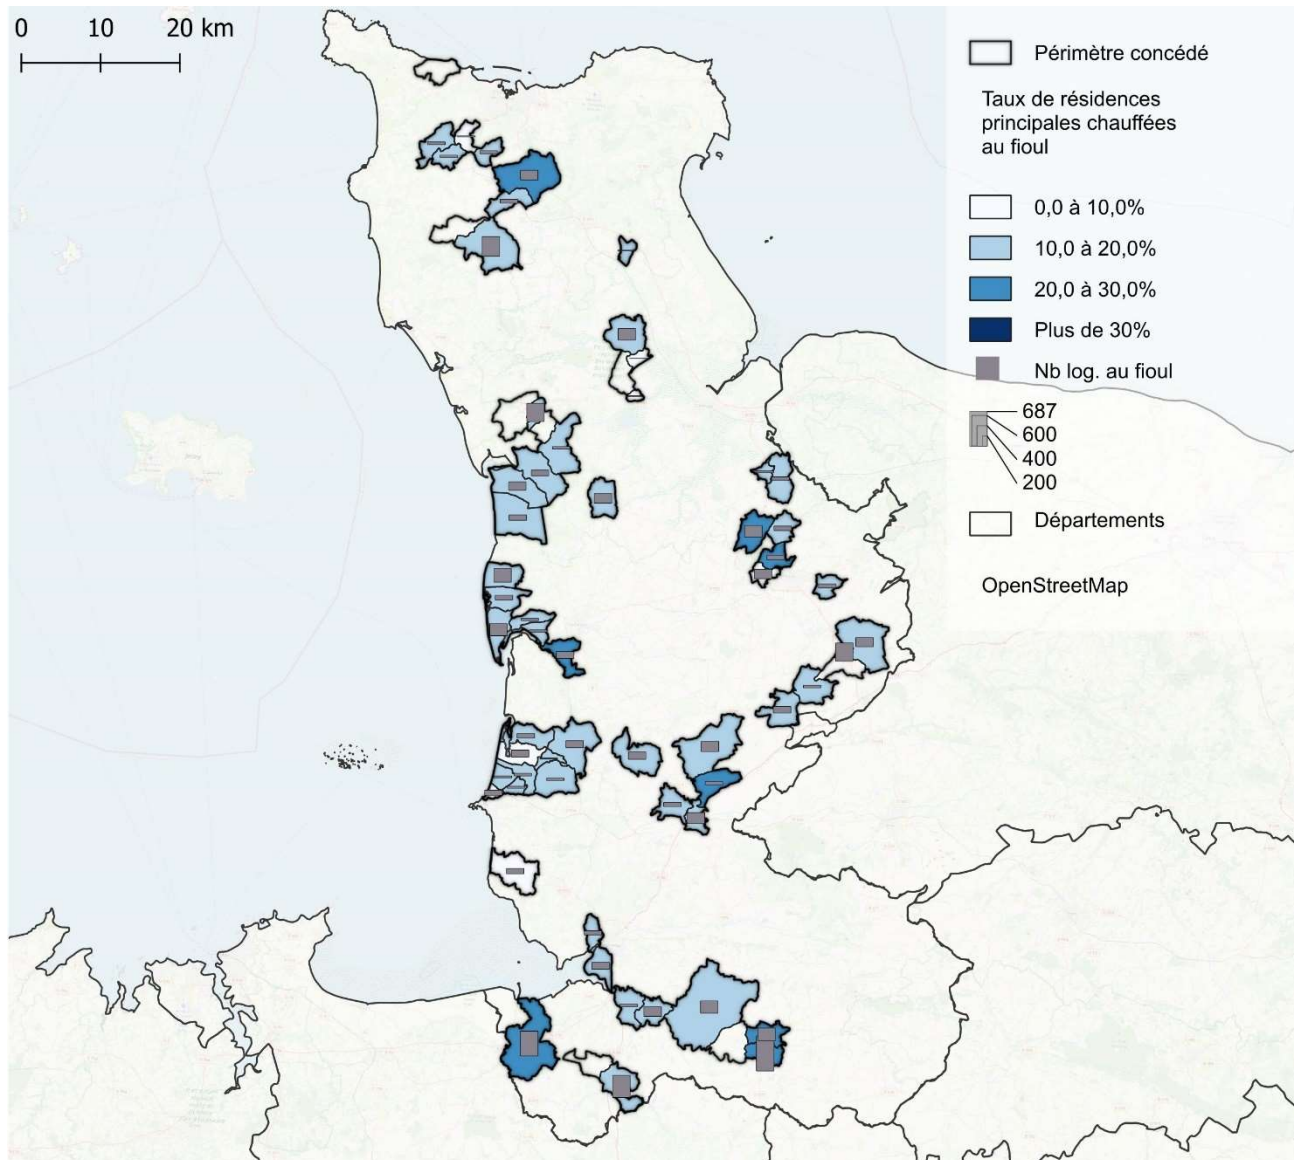 0 10 20 km
Périmètre concédé
Taux de résidences
principales chauffées
au fioul
0,0 à 10,0%
10,0 à 20,0%
20,0 à 30,0%
Plus de 30%
Nb log. au fioul
687
600
400
200
Départements
OpenStreetMap